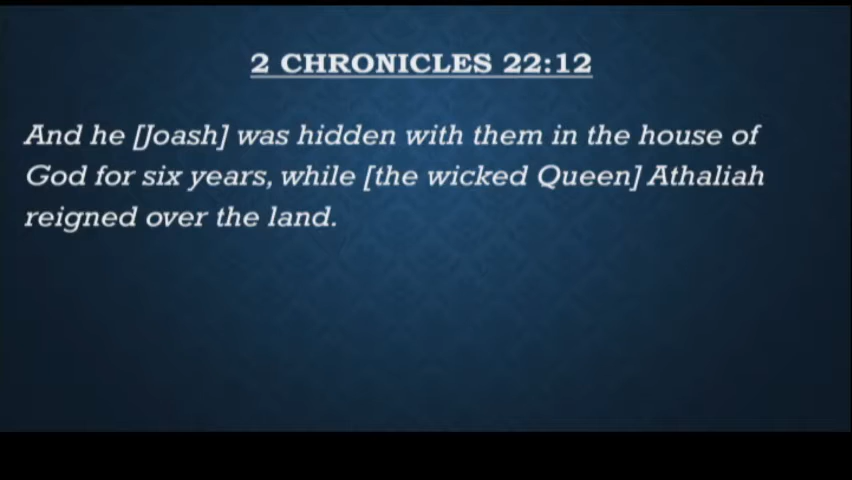 2 CHRONICLES 22:12
And he [Joash] was hidden with them in the house of
God for six years, while [the wicked Queen] Athaliah
reigned over the land.